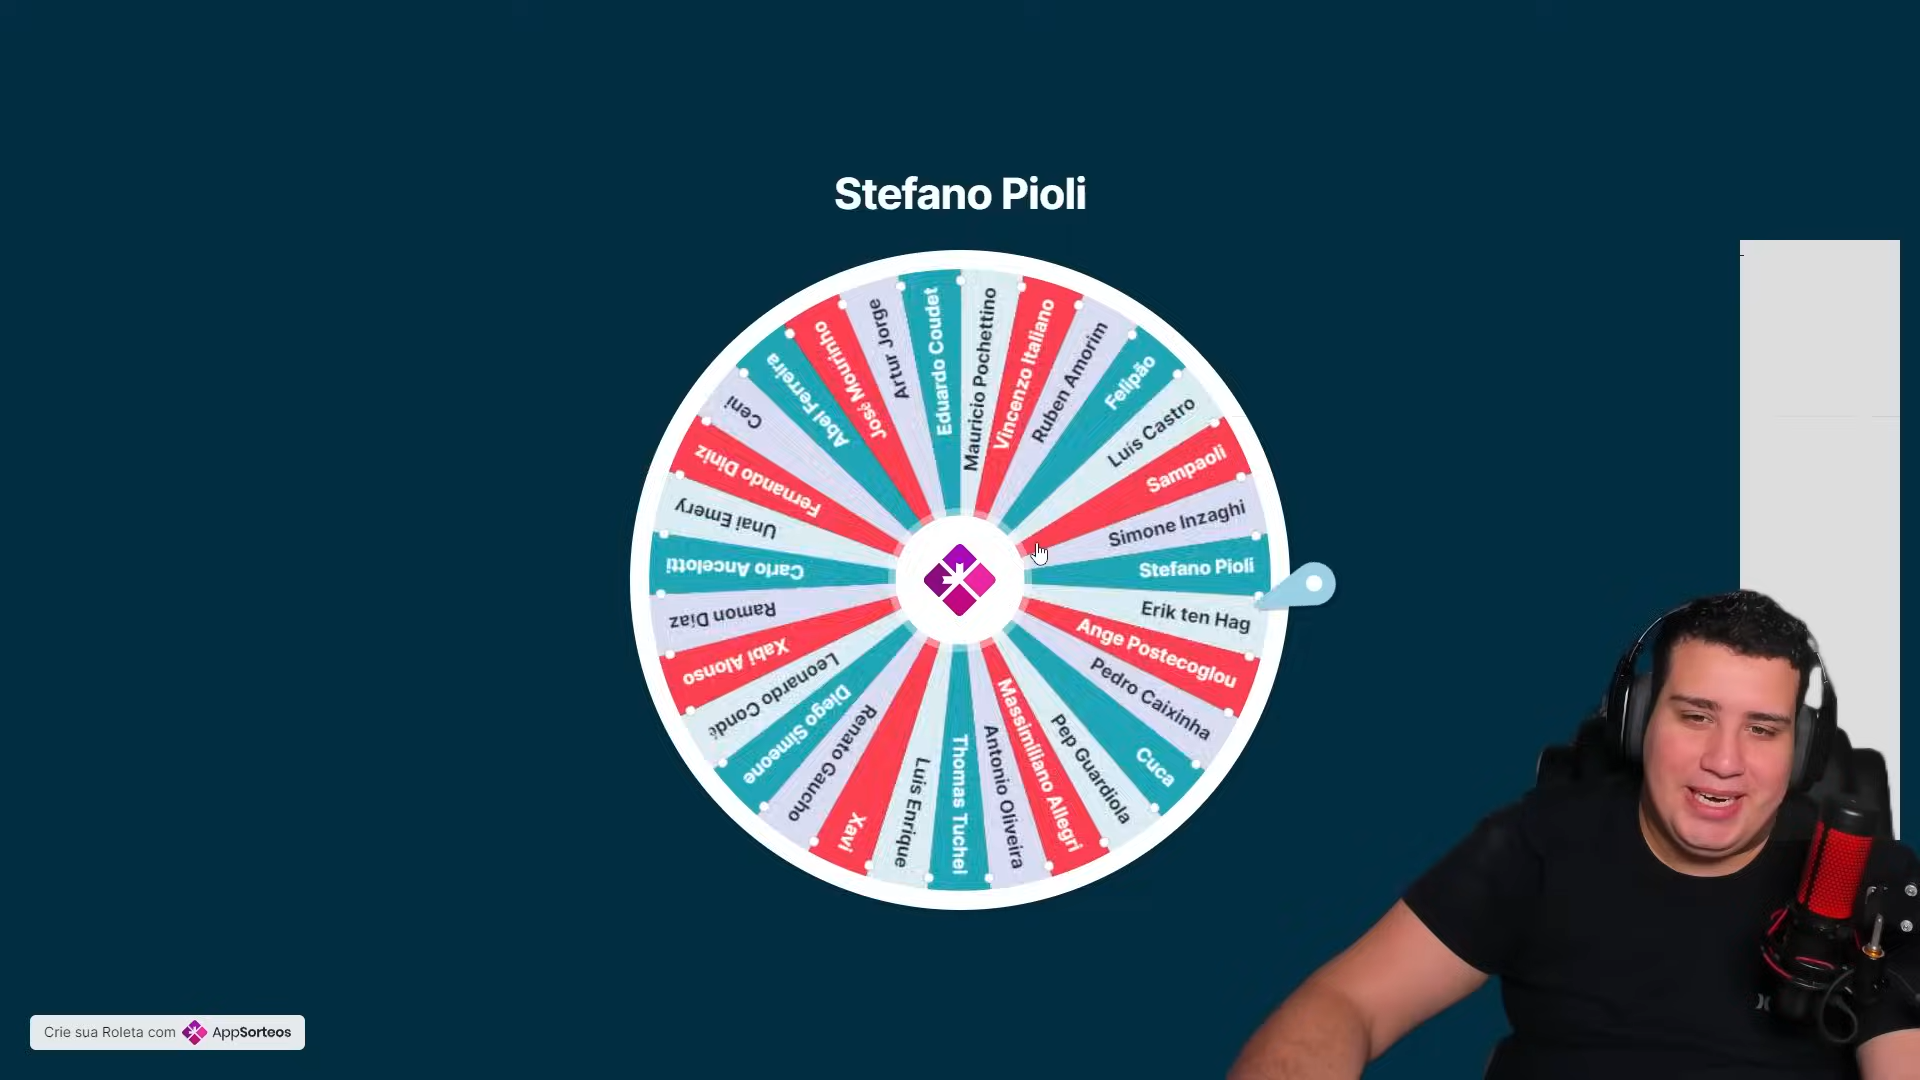 Stefano Pioli
Eduardo Coudet
Mauricio Pochettino
Vincenzo Italiano
Ruben Amorim
Felipão
Luís Castro
Sampaoli
Simone Inzaghi
Stefano Pioli
Erik ten Hag
Ange Postecoglou
Pedro Caixinha
Cuca
Pep Guardiola
Massimiliano Allegri
Antonio Oliveira
Thomas Tuchel
Luis Enrique
Xavi
Renato Gaucho
Diego Simeone
Leonardo Condé
Xabi Alonso
Ramon Diaz
Carlo Ancelotti
Unai Emery
Fernando Diniz
Ceni
Abel Ferreira
José Mourinho
Artur Jorge
Crie sua Roleta com AppSorteos